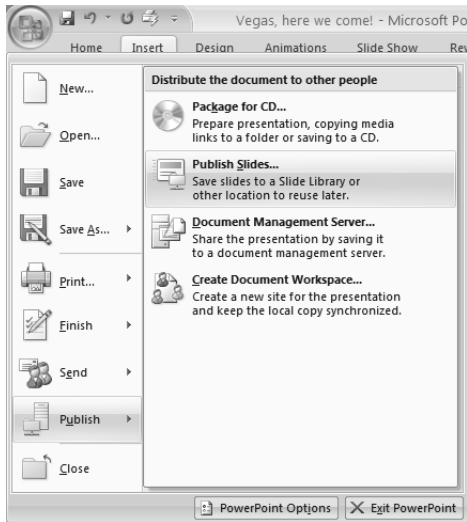 Vegas, here we come! - Microsoft Po
Home Insert Design Animations Slide Show Rev
New...
Open...
Save
Save As...
Print...
Finish
Send
Publish
Close
Distribute the document to other people
Package for CD...
Prepare presentation, copying media
links to a folder or saving to a CD.
Publish Slides...
Save slides to a Slide Library or
other location to reuse later.
Document Management Server...
Share the presentation by saving it
to a document management server.
Create Document Workspace...
Create a new site for the presentation
and keep the local copy synchronized.
PowerPoint Options Exit PowerPoint